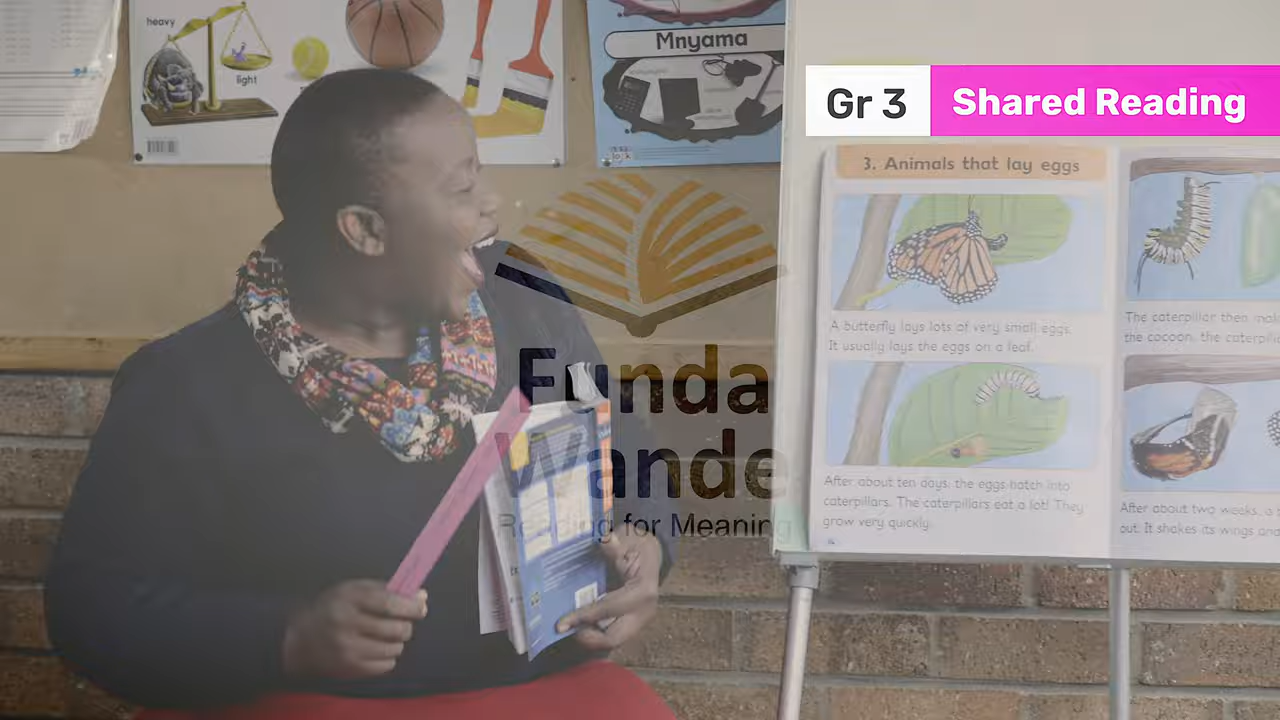 heavy
light
Mnyama
Gr 3 Shared Reading
3. Animals that lay eggs
A butterfly lays lots of very small eggs.
It usually lays the eggs on a leaf.
After about ten days, the eggs hatch into
caterpillars. The caterpillars eat a lot! They
grow very quickly.
The caterpillar then
the cocoon, the
After about two weeks, a
out. It shakes its wings and
Funda
Wande
Reading for Meaning